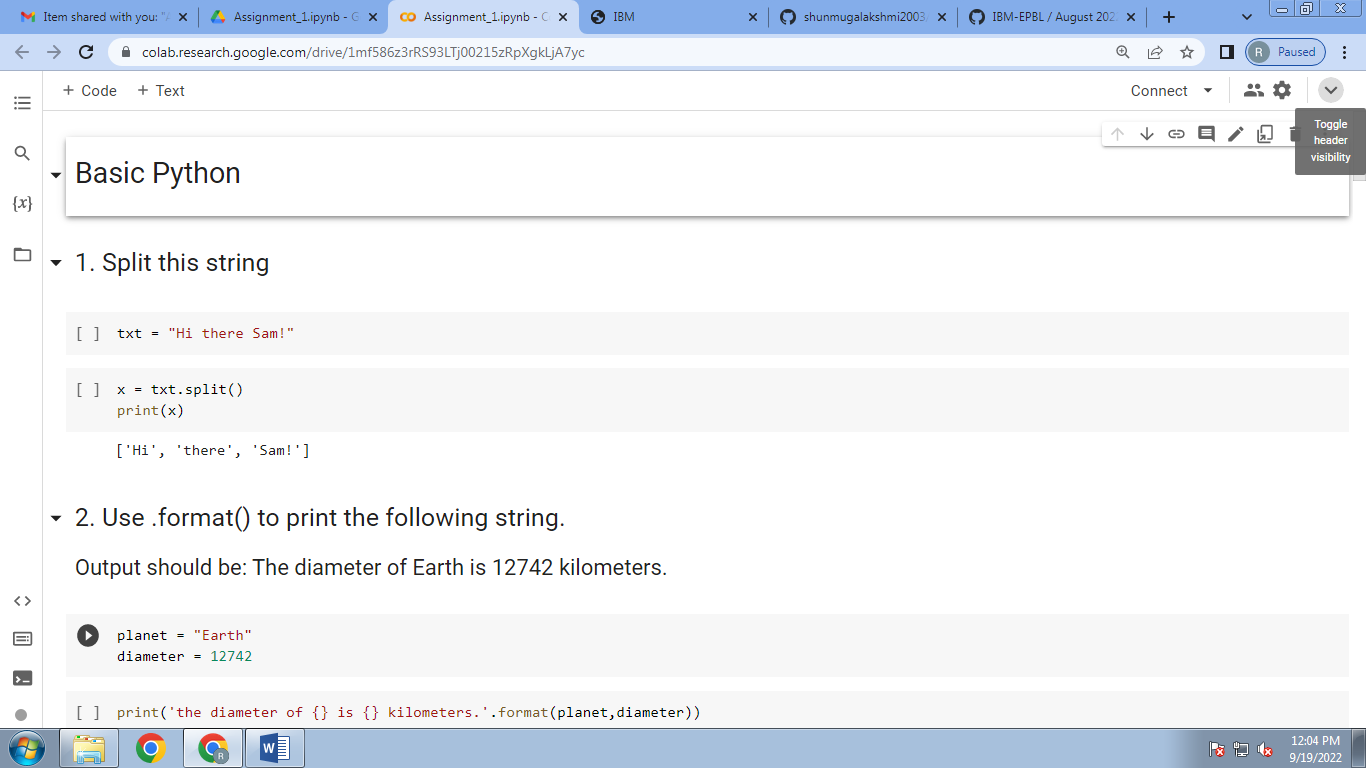 Item shared with you: "A
Assignment_1.ipynb - G
Assignment_1.ipynb - C
IBM
shunmugalakshmi2003
IBM-EPBL / August 202
colab.research.google.com/drive/1mf586z3rRS93LTj00215zRpXgkLjA7yc
R Paused
+ Code + Text
Connect
Toggle
header
visibility
Basic Python
{x}
1. Split this string
[ ] txt = "Hi there Sam!"
[ ] x = txt.split()
print(x)
['Hi', 'there', 'Sam!']
2. Use .format() to print the following string.
Output should be: The diameter of Earth is 12742 kilometers.
planet = "Earth"
diameter = 12742
[ ] print('the diameter of {} is {} kilometers.'.format(planet,diameter))
R
W
12:04 PM
9/19/2022